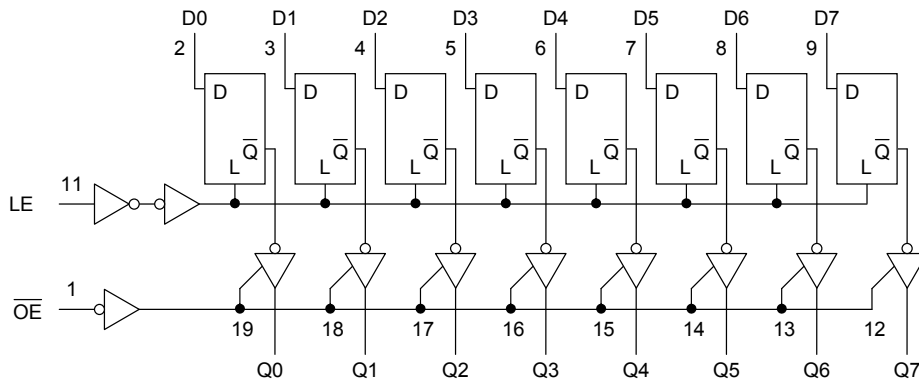 D0 D1 D2 D3 D4 D5 D6 D7
2 3 4 5 6 7 8 9
D D D D D D D D
Q̅ Q̅ Q̅ Q̅ Q̅ Q̅ Q̅ Q̅
L L L L L L L L
11
LE
1
O̅E̅
19 18 17 16 15 14 13 12
Q0 Q1 Q2 Q3 Q4 Q5 Q6 Q7